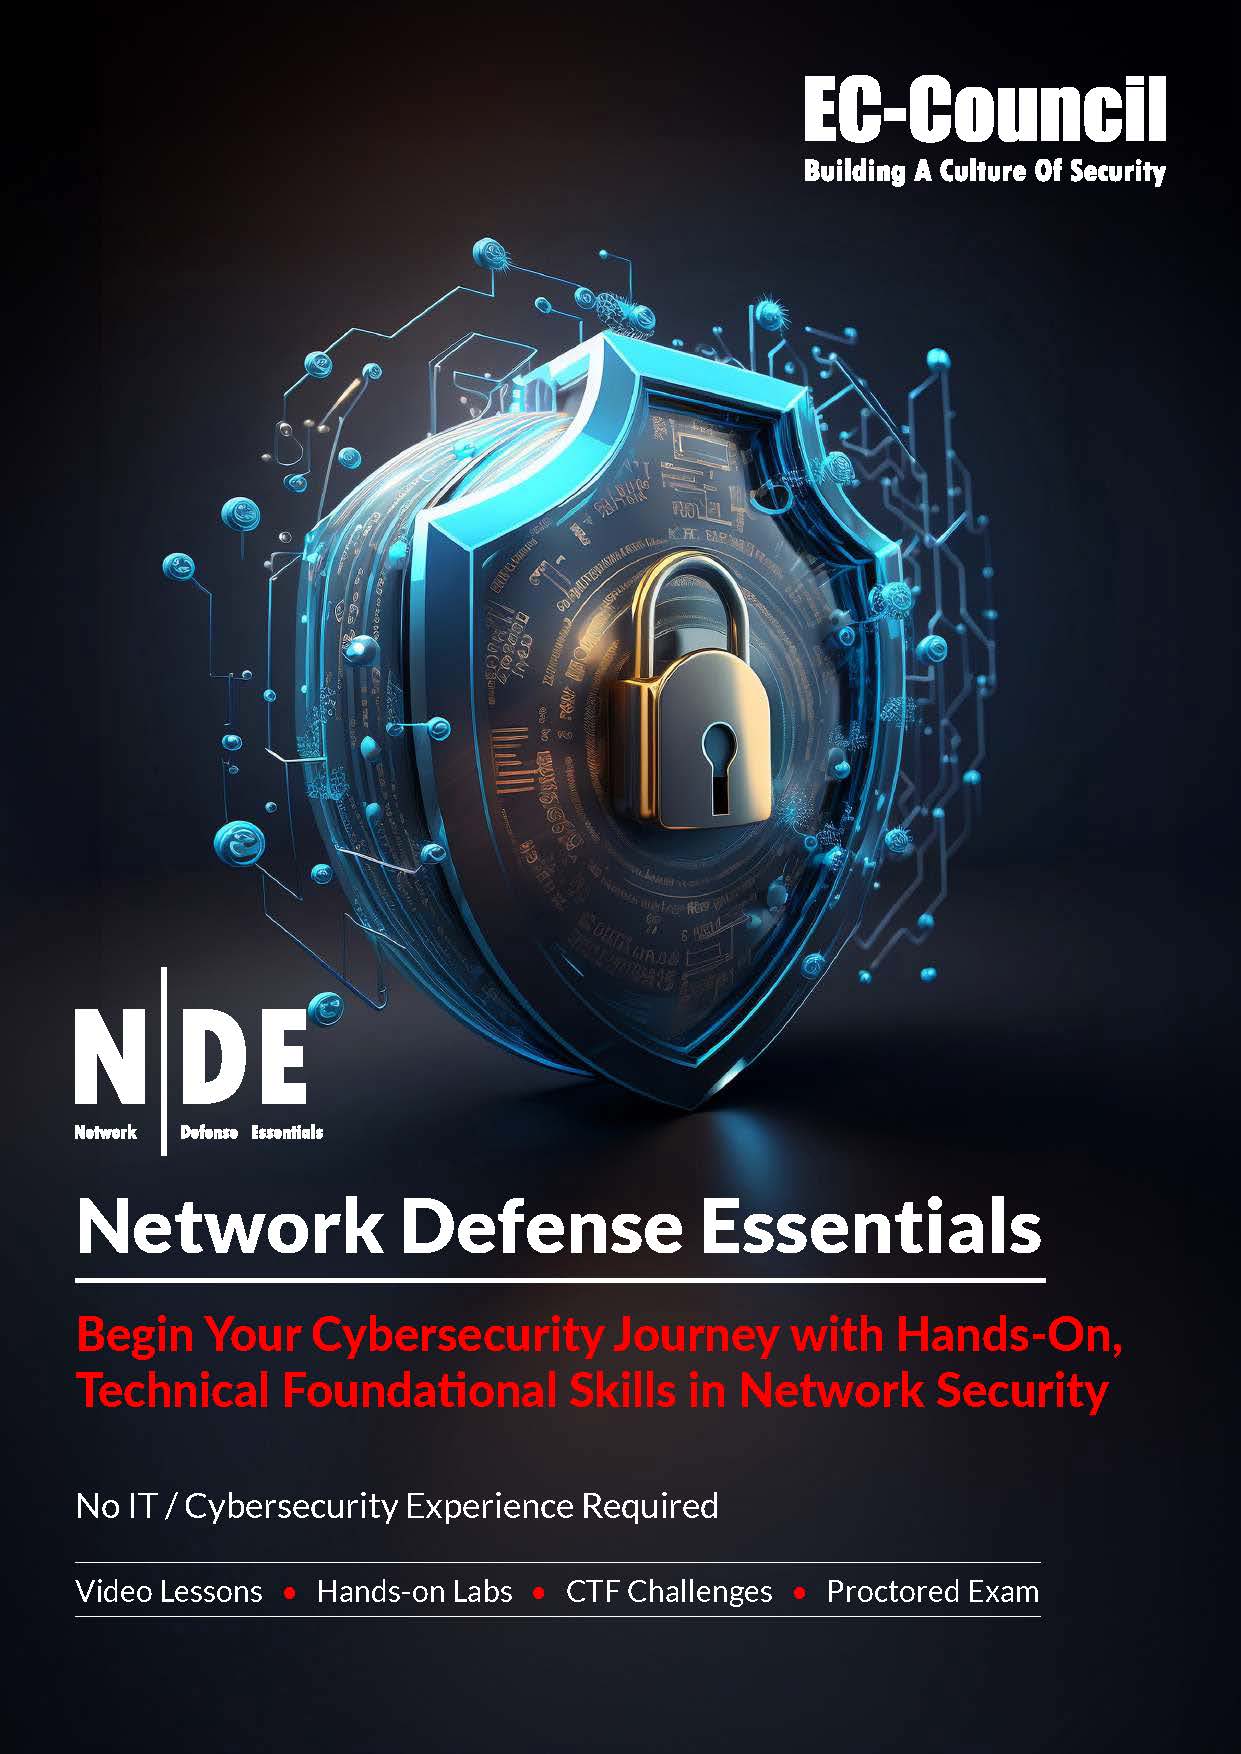 EC-Council
Building A Culture Of Security
N|DE
Network Defense Essentials
Network Defense Essentials
Begin Your Cybersecurity Journey with Hands-On,
Technical Foundational Skills in Network Security
No IT / Cybersecurity Experience Required
Video Lessons • Hands-on Labs • CTF Challenges • Proctored Exam